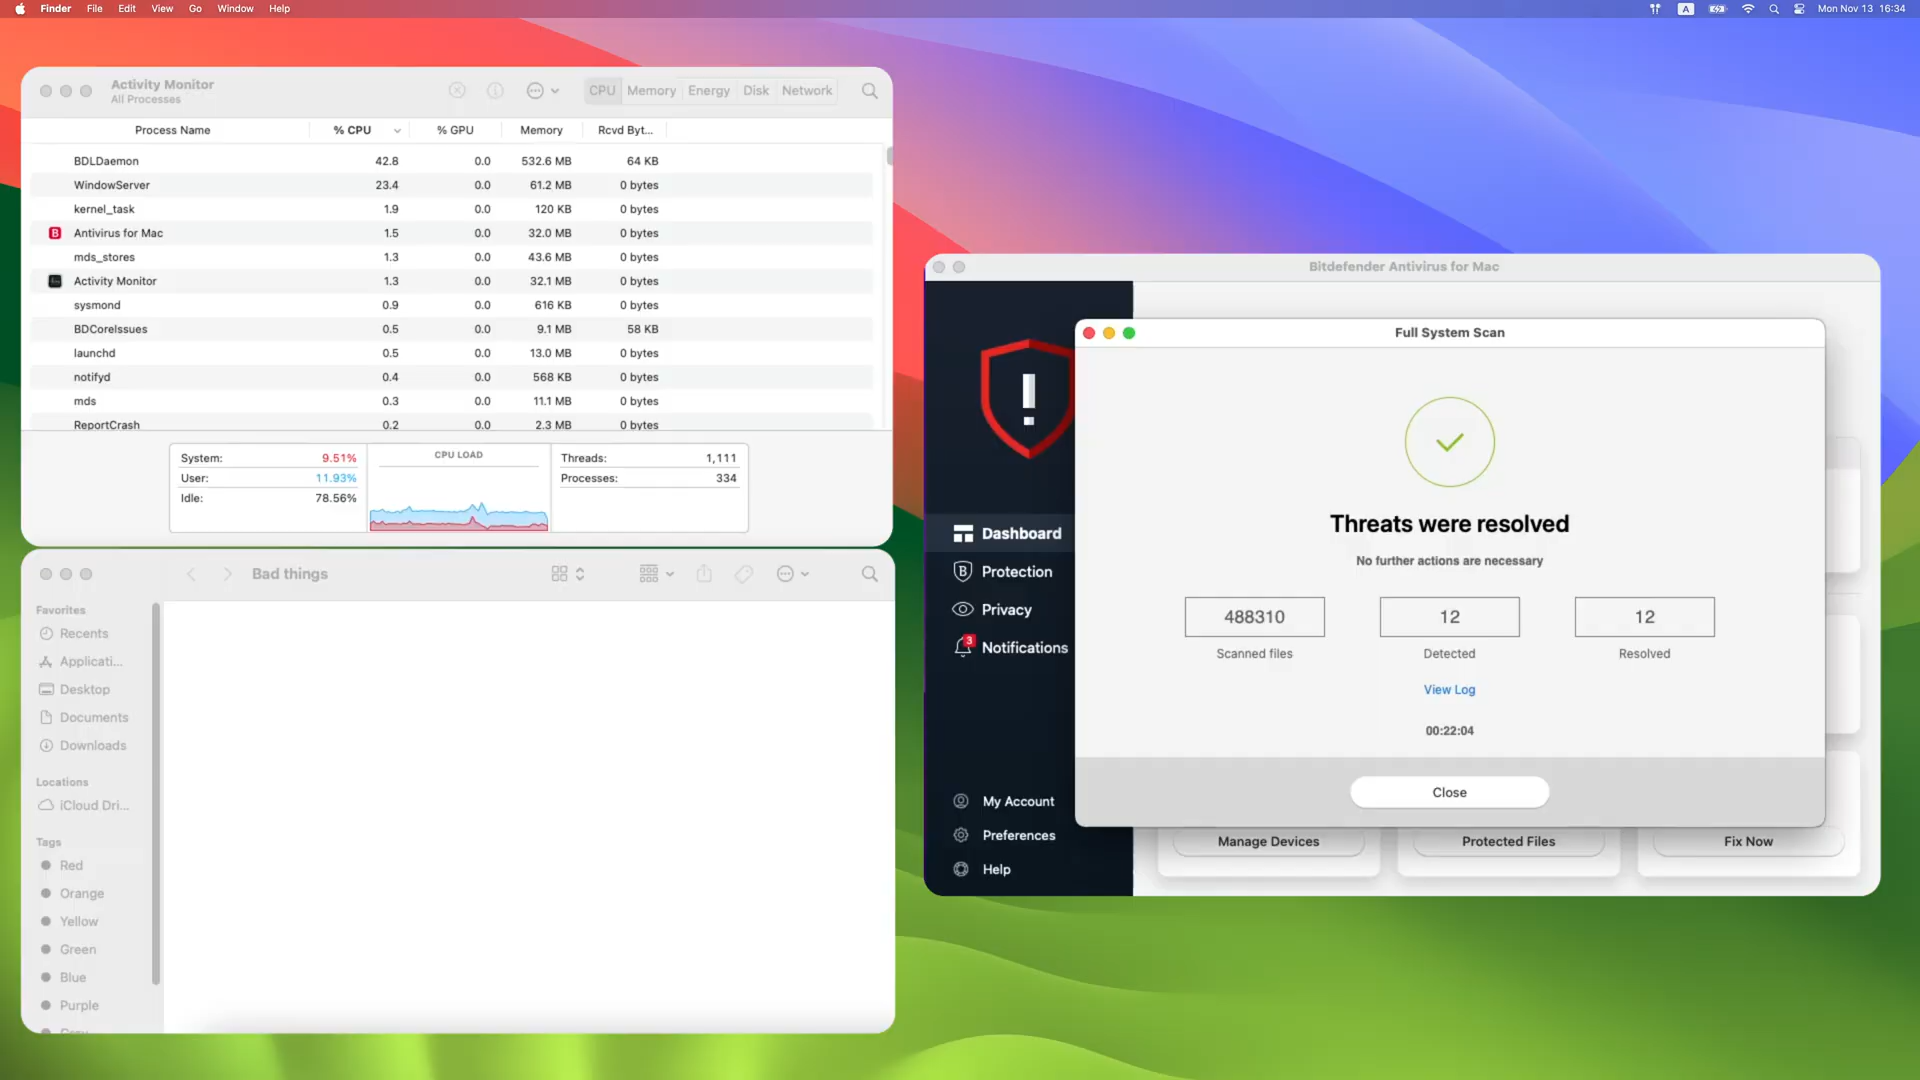 Finder File Edit View Go Window Help
A Mon Nov 13 16:34
Activity Monitor
All Processes
CPU Memory Energy Disk Network
Process Name % CPU % GPU Memory Rcvd Byt...
BDLDaemon 42.8 0.0 532.6 MB 64 KB
WindowServer 23.4 0.0 61.2 MB 0 bytes
kernel_task 1.9 0.0 120 KB 0 bytes
B Antivirus for Mac 1.5 0.0 32.0 MB 0 bytes
mds_stores 1.3 0.0 43.6 MB 0 bytes
Activity Monitor 1.3 0.0 32.1 MB 0 bytes
sysmond 0.9 0.0 616 KB 0 bytes
BDCoreIssues 0.5 0.0 9.1 MB 58 KB
launchd 0.5 0.0 13.0 MB 0 bytes
notifyd 0.4 0.0 568 KB 0 bytes
mds 0.3 0.0 11.1 MB 0 bytes
ReportCrash 0.2 0.0 2.3 MB 0 bytes
System: 9.51%
User: 11.93%
Idle: 78.56%
CPU LOAD
Threads: 1,111
Processes: 334
Bad things
Favorites
Recents
Applicati...
Desktop
Documents
Downloads
Locations
iCloud Dri...
Tags
Red
Orange
Yellow
Green
Blue
Purple
Gray
Bitdefender Antivirus for Mac
!
Dashboard
B Protection
Privacy
3 Notifications
My Account
Preferences
Help
Full System Scan
Threats were resolved
No further actions are necessary
488310 12 12
Scanned files Detected Resolved
View Log
00:22:04
Close
Manage Devices Protected Files Fix Now